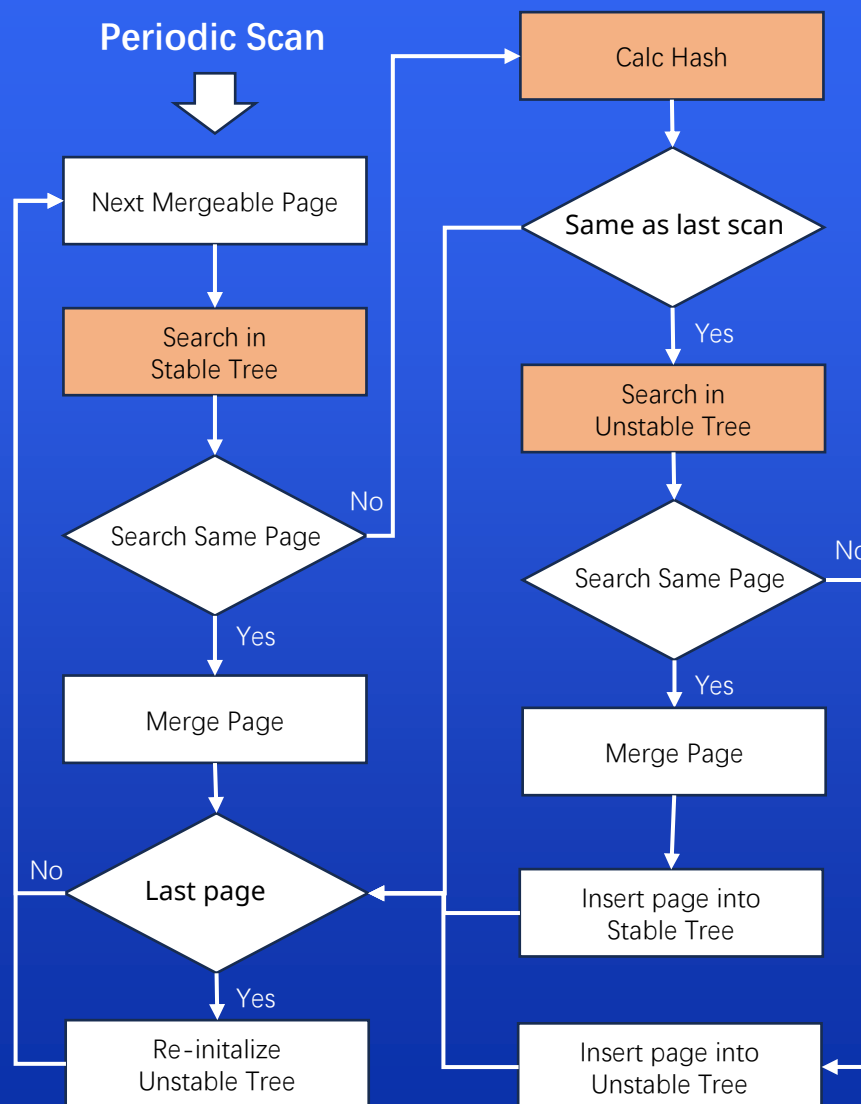 Periodic Scan
Next Mergeable Page
Search in
Stable Tree
Search Same Page
No
Yes
Merge Page
Last page
No
Yes
Re-initalize
Unstable Tree
Calc Hash
Same as last scan
Yes
Search in
Unstable Tree
Search Same Page
No
Yes
Merge Page
Insert page into
Stable Tree
Insert page into
Unstable Tree